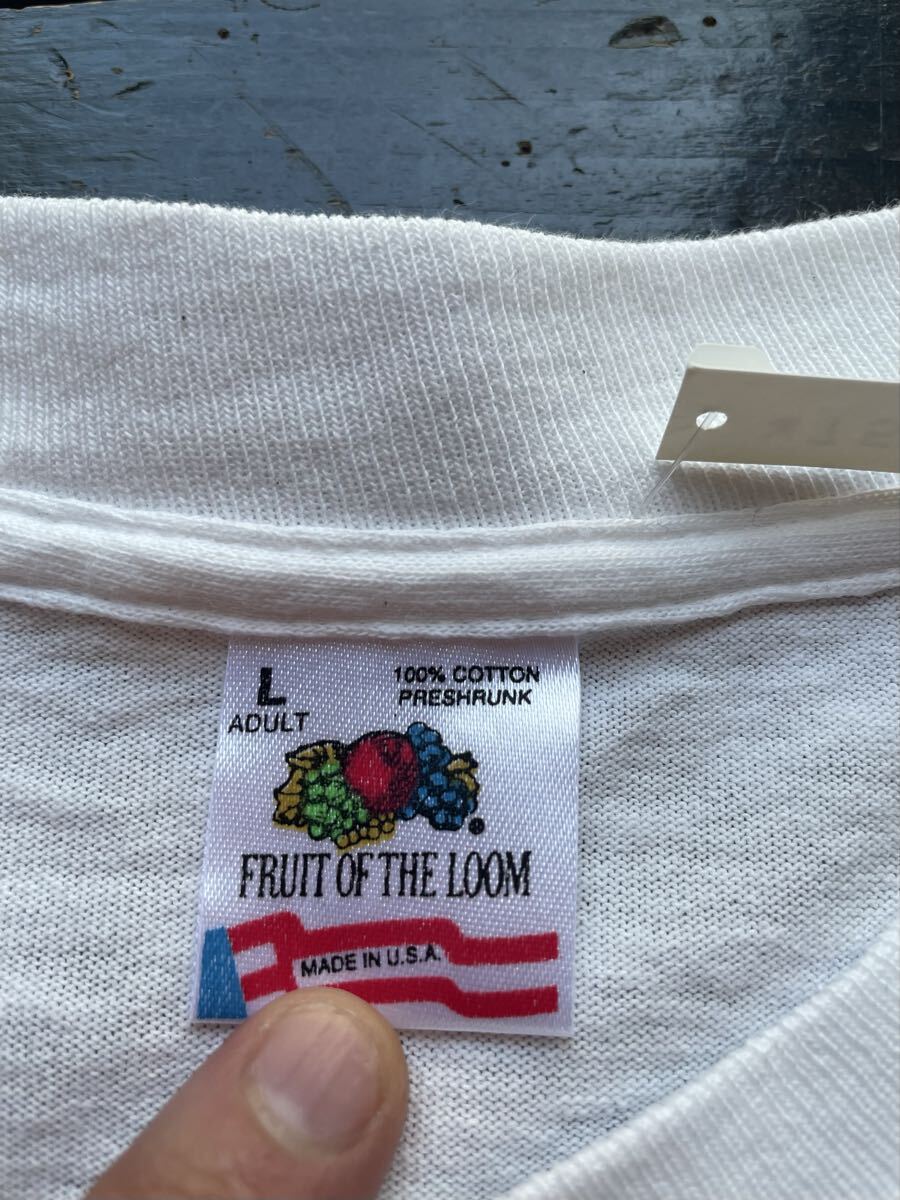 L
ADULT
100% COTTON
PRESHRUNK
®
FRUIT OF THE LOOM
MADE IN U.S.A.